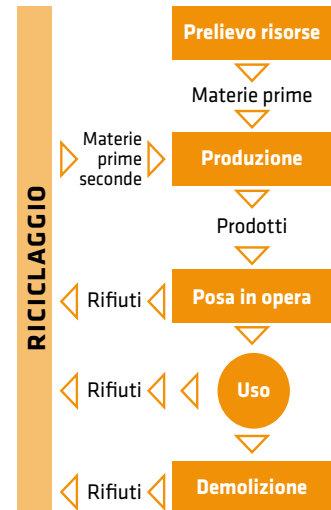 Prelievo risorse
Materie prime
Materie
prime
seconde
Produzione
Prodotti
RICICLAGGIO
Rifiuti
Posa in opera
Rifiuti
Uso
Rifiuti
Demolizione